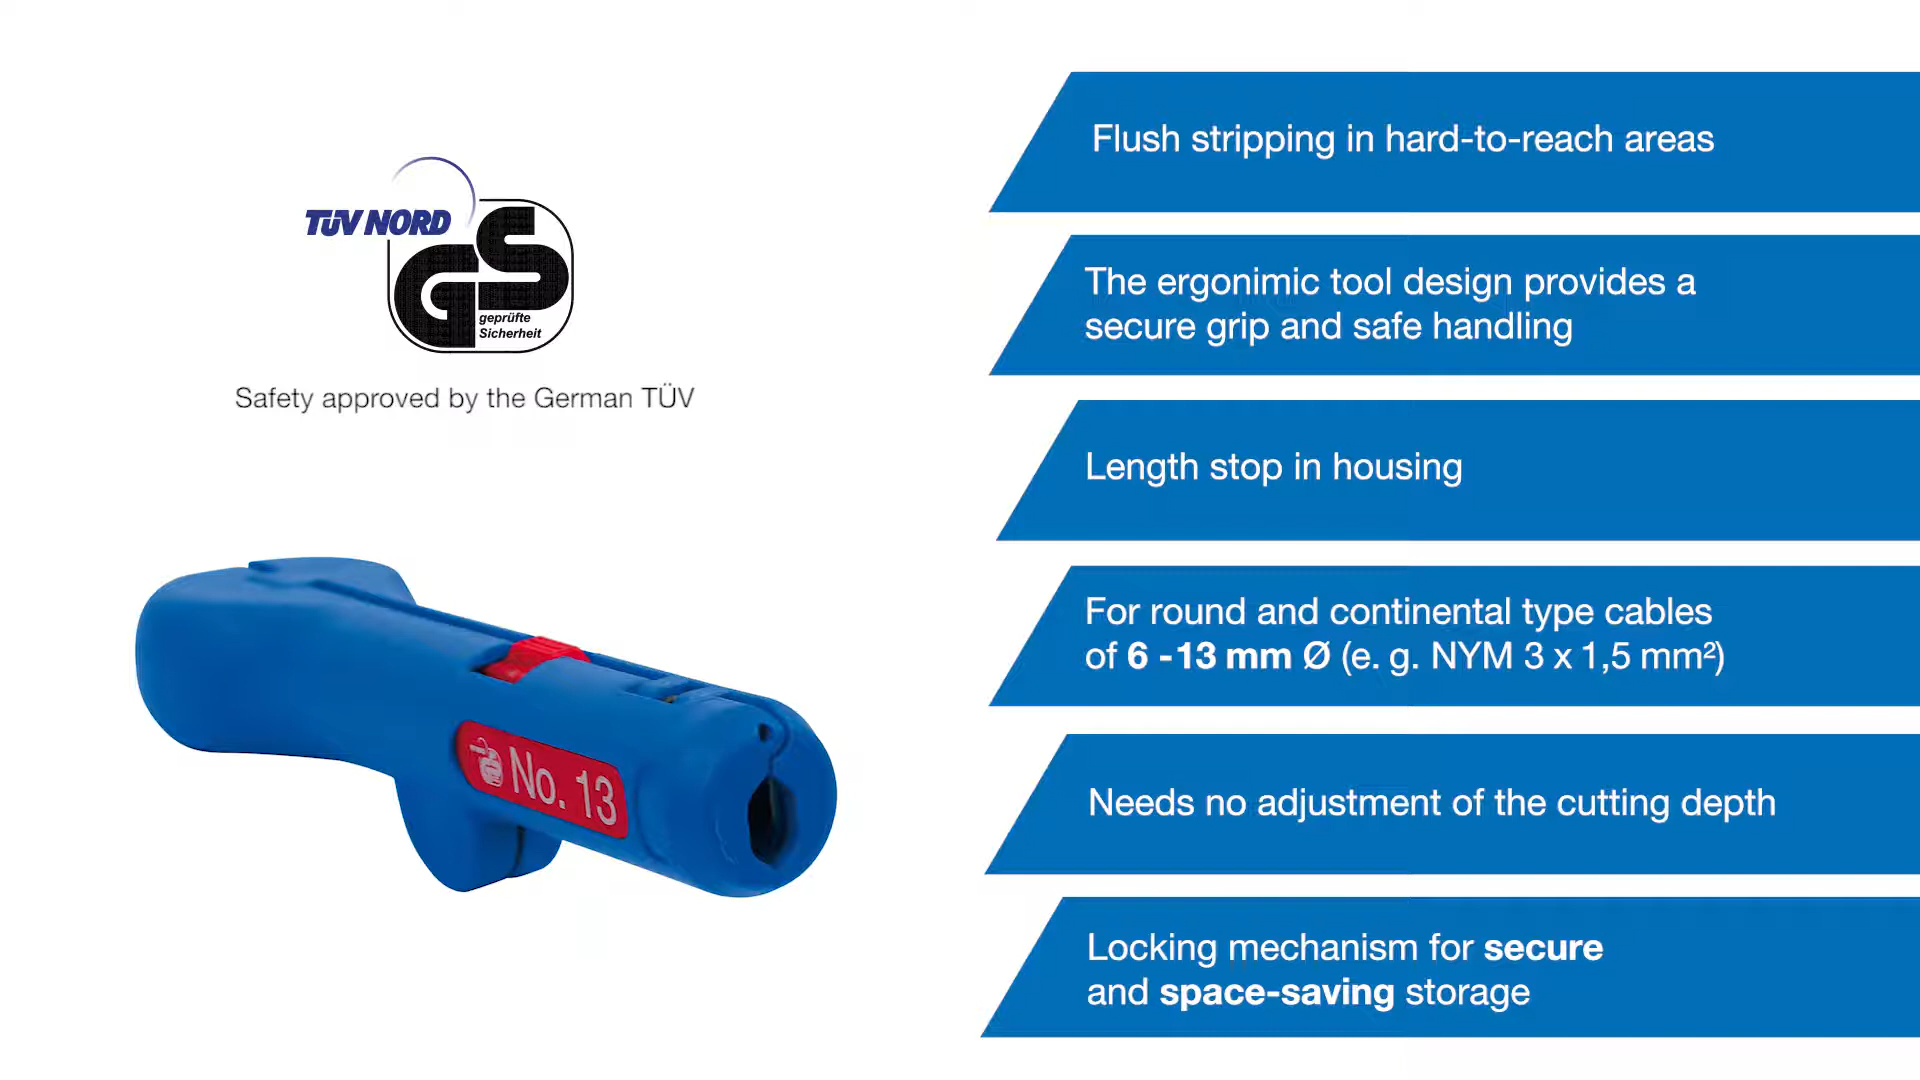 TÜV NORD
GS
geprüfte
Sicherheit
Safety approved by the German TÜV
No. 13
Flush stripping in hard-to-reach areas
The ergonimic tool design provides a
secure grip and safe handling
Length stop in housing
For round and continental type cables
of 6 - 13 mm Ø (e. g. NYM 3 x 1,5 mm²)
Needs no adjustment of the cutting depth
Locking mechanism for secure
and space-saving storage